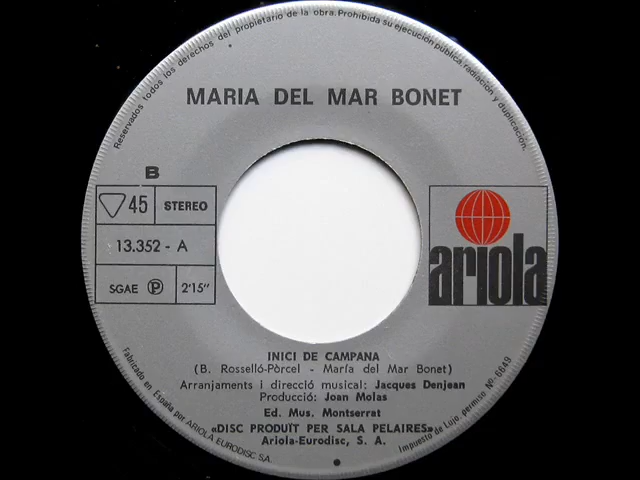 Reservados todos los derechos del propietario de la obra. Prohibida su ejecución pública, radiación y duplicación.
MARIA DEL MAR BONET
B
45 STEREO
13.352 - A
SGAE P 2'15"
ariola
INICI DE CAMPANA
(B. Rosselló-Pòrcel - María del Mar Bonet)
Arranjaments i direcció musical: Jacques Denjean
Producció: Joan Molas
Ed. Mus. Montserrat
«DISC PRODUÏT PER SALA PELAIRES»
Ariola-Eurodisc, S. A.
Fabricado en España por ARIOLA EURODISC S.A.
Impuesto de Lujo, permiso Nº 6649